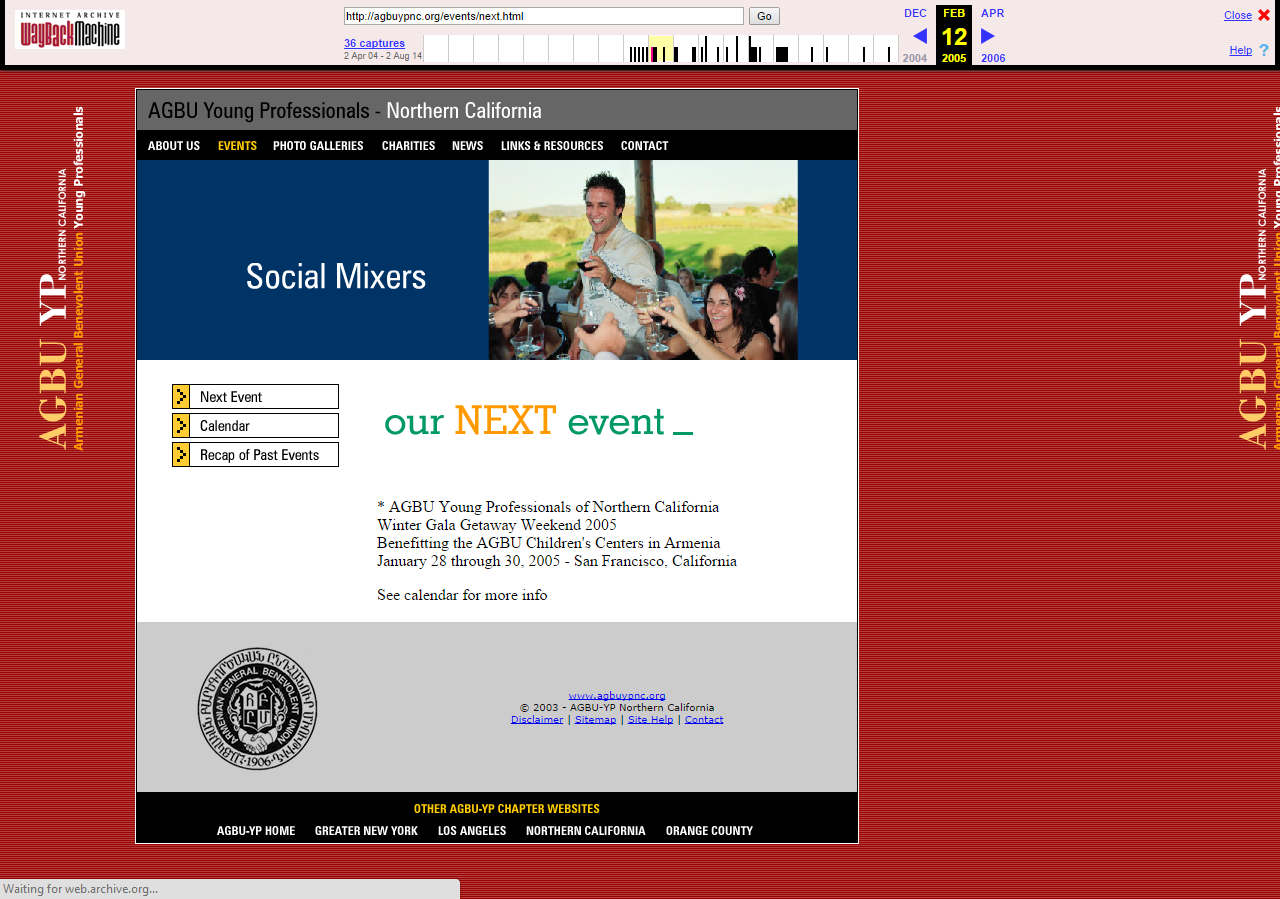 INTERNET ARCHIVE
WayBackMachine
http://agbuypnc.org/events/next.html
Go
36 captures
2 Apr 04 - 2 Aug 14
DEC
FEB
APR
12
2004
2005
2006
Close
Help ?
AGBU YP NORTHERN CALIFORNIA
Armenian General Benevolent Union Young Professionals
AGBU Young Professionals - Northern California
ABOUT US EVENTS PHOTO GALLERIES CHARITIES NEWS LINKS & RESOURCES CONTACT
Social Mixers
Next Event
Calendar
Recap of Past Events
our NEXT event _
* AGBU Young Professionals of Northern California
Winter Gala Getaway Weekend 2005
Benefitting the AGBU Children's Centers in Armenia
January 28 through 30, 2005 - San Francisco, California
See calendar for more info
ARMENIAN GENERAL BENEVOLENT UNION
1906
www.agbuypnc.org
© 2003 - AGBU-YP Northern California
Disclaimer | Sitemap | Site Help | Contact
OTHER AGBU-YP CHAPTER WEBSITES
AGBU-YP HOME GREATER NEW YORK LOS ANGELES NORTHERN CALIFORNIA ORANGE COUNTY
AGBU YP NORTHERN CALIFORNIA
Armenian General Benevolent Union Young Professionals
Waiting for web.archive.org...